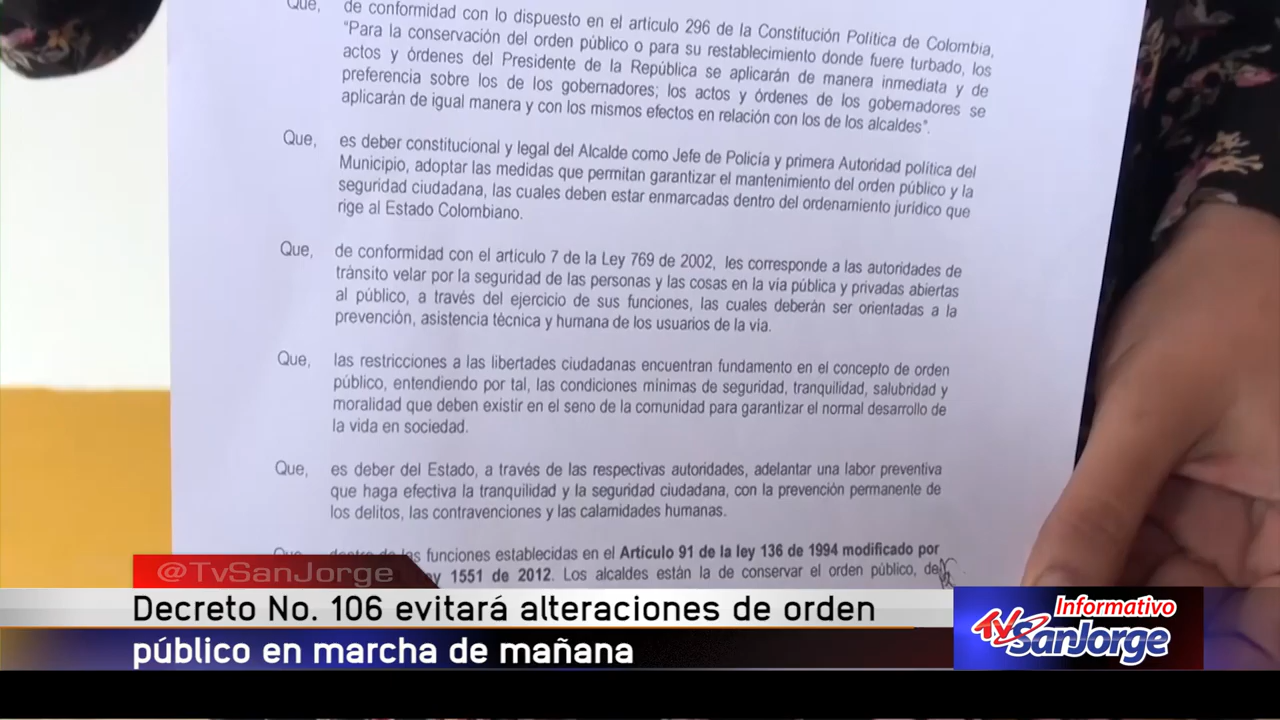 Que, de conformidad con lo dispuesto en el artículo 296 de la Constitución Política de Colombia,
"Para la conservación del orden público o para su restablecimiento donde fuere turbado, los
actos y órdenes del Presidente de la República se aplicarán de manera inmediata y de
preferencia sobre los de los gobernadores; los actos y órdenes de los gobernadores se
aplicarán de igual manera y con los mismos efectos en relación con los de los alcaldes".
Que, es deber constitucional y legal del Alcalde como Jefe de Policía y primera Autoridad política del
Municipio, adoptar las medidas que permitan garantizar el mantenimiento del orden público y la
seguridad ciudadana, las cuales deben estar enmarcadas dentro del ordenamiento jurídico que
rige al Estado Colombiano.
Que, de conformidad con el artículo 7 de la Ley 769 de 2002, les corresponde a las autoridades de
tránsito velar por la seguridad de las personas y las cosas en la vía pública y privadas abiertas
al público, a través del ejercicio de sus funciones, las cuales deberán ser orientadas a la
prevención, asistencia técnica y humana de los usuarios de la vía.
Que, las restricciones a las libertades ciudadanas encuentran fundamento en el concepto de orden
público, entendiendo por tal, las condiciones mínimas de seguridad, tranquilidad, salubridad y
moralidad que deben existir en el seno de la comunidad para garantizar el normal desarrollo de
la vida en sociedad.
Que, es deber del Estado, a través de las respectivas autoridades, adelantar una labor preventiva
que haga efectiva la tranquilidad y la seguridad ciudadana, con la prevención permanente de
los delitos, las contravenciones y las calamidades humanas.
Que, dentro de las funciones establecidas en el Artículo 91 de la ley 136 de 1994 modificado por
1551 de 2012. Los alcaldes están la de conservar el orden público, de
@TvSanJorge
Decreto No. 106 evitará alteraciones de orden
público en marcha de mañana
Informativo
TV SanJorge